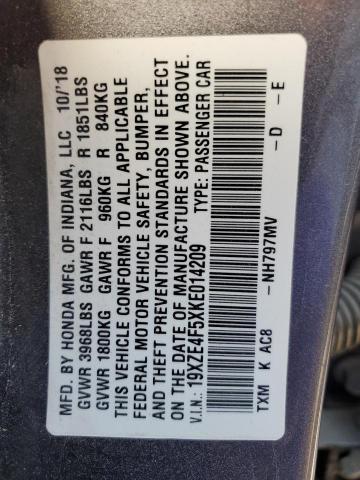 MFD. BY HONDA MFG. OF INDIANA, LLC 10/'18
GVWR 3968LBS GAWR F 2116LBS R 1851LBS
GVWR 1800KG GAWR F 960KG R 840KG
THIS VEHICLE CONFORMS TO ALL APPLICABLE
FEDERAL MOTOR VEHICLE SAFETY, BUMPER,
AND THEFT PREVENTION STANDARDS IN EFFECT
ON THE DATE OF MANUFACTURE SHOWN ABOVE.
V.I.N.: 19XZE4F5XKE014209 TYPE: PASSENGER CAR
TXM K AC8 -NH797MV -D -E